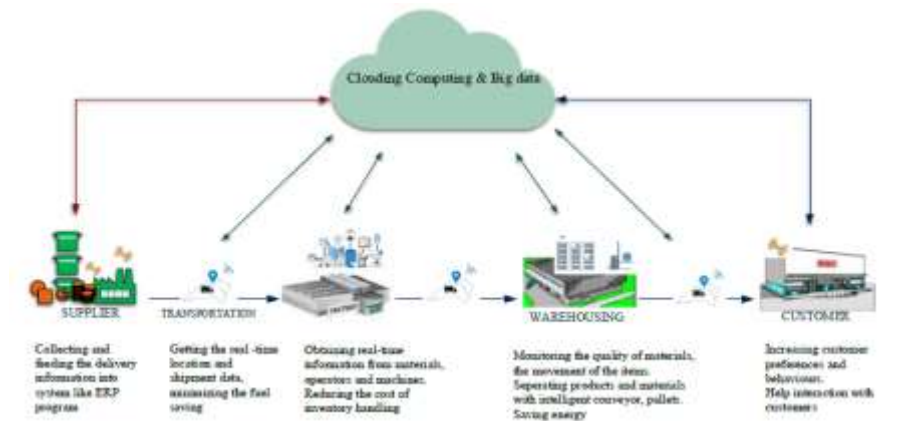 Clouding Computing & Big data
SUPPLIER
TRANSPORTATION
WAREHOUSING
CUSTOMER
Collecting and
feeding the delivery
information into
system like ERP
program
Getting the real -time
location and
shipment data,
minimizing the fuel
saving
Obtaining real-time
information from materials,
operators and machines.
Reducing the cost of
inventory handling
Monitoring the quality of materials,
the movement of the items.
Seperating products and materials
with intelligent conveyor, pallets.
Saving energy
Increasing customer
preferences and
behaviours.
Help interaction with
customers